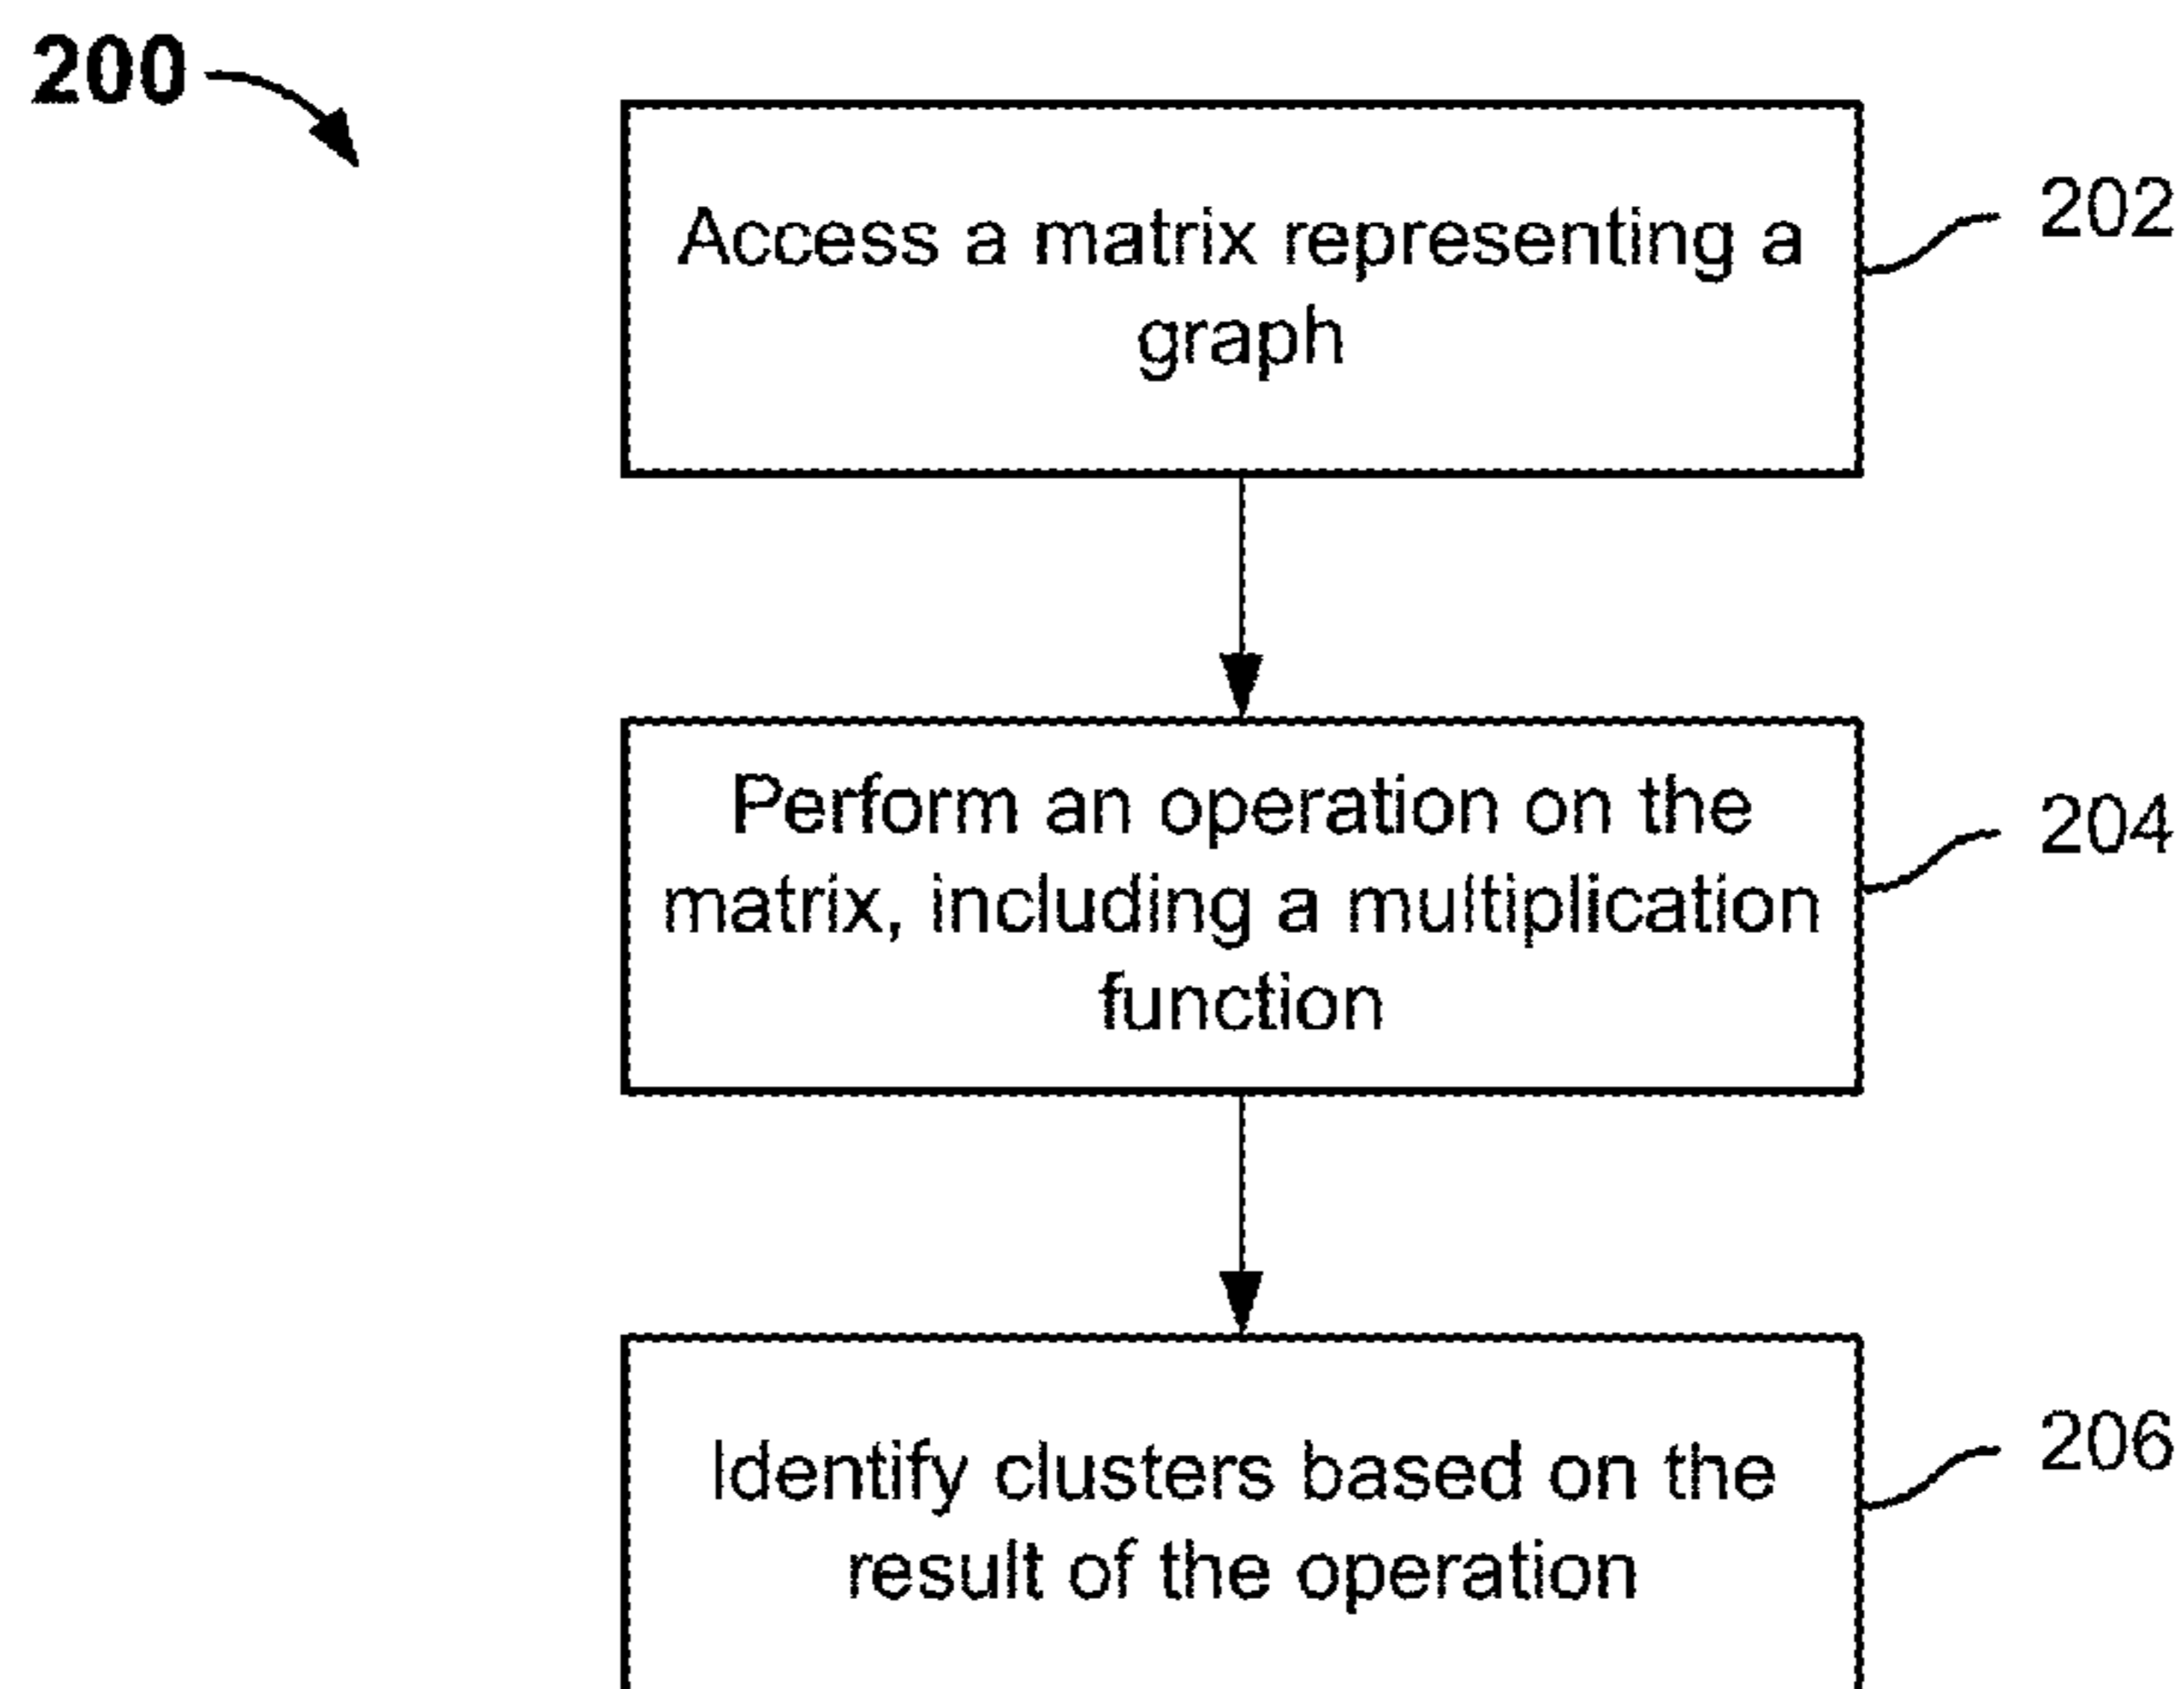 200
Access a matrix representing a
graph
202
Perform an operation on the
matrix, including a multiplication
function
204
Identify clusters based on the
result of the operation
206